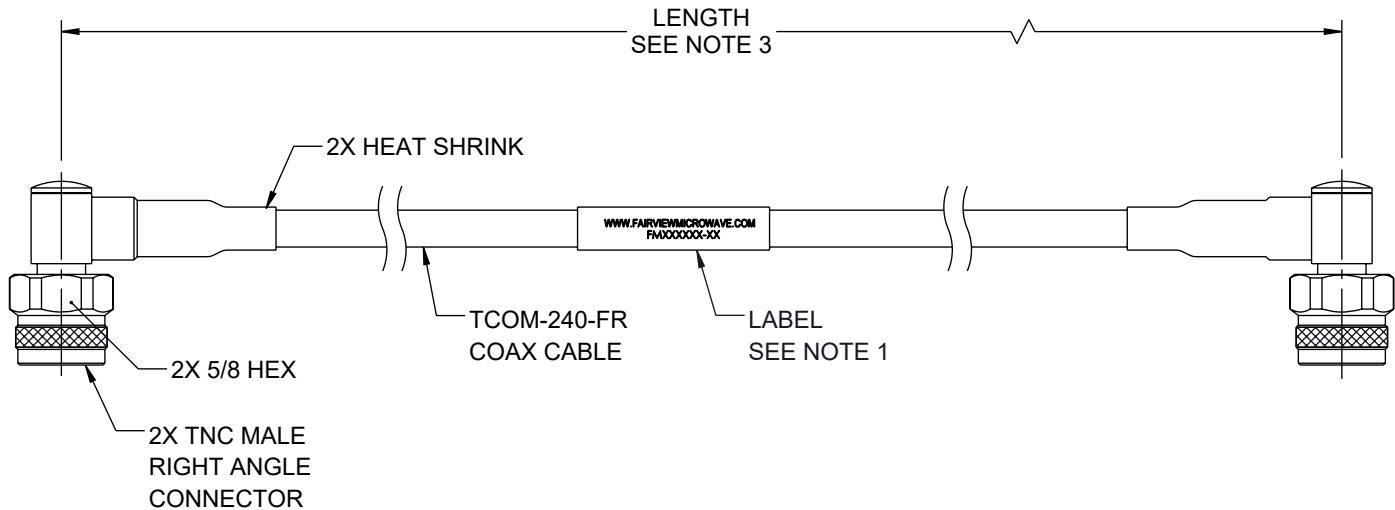 LENGTH
SEE NOTE 3
2X HEAT SHRINK
WWW.FAIRVIEWMICROWAVE.COM
FMXXXXXX-XX
TCOM-240-FR
COAX CABLE
LABEL
SEE NOTE 1
2X 5/8 HEX
2X TNC MALE
RIGHT ANGLE
CONNECTOR